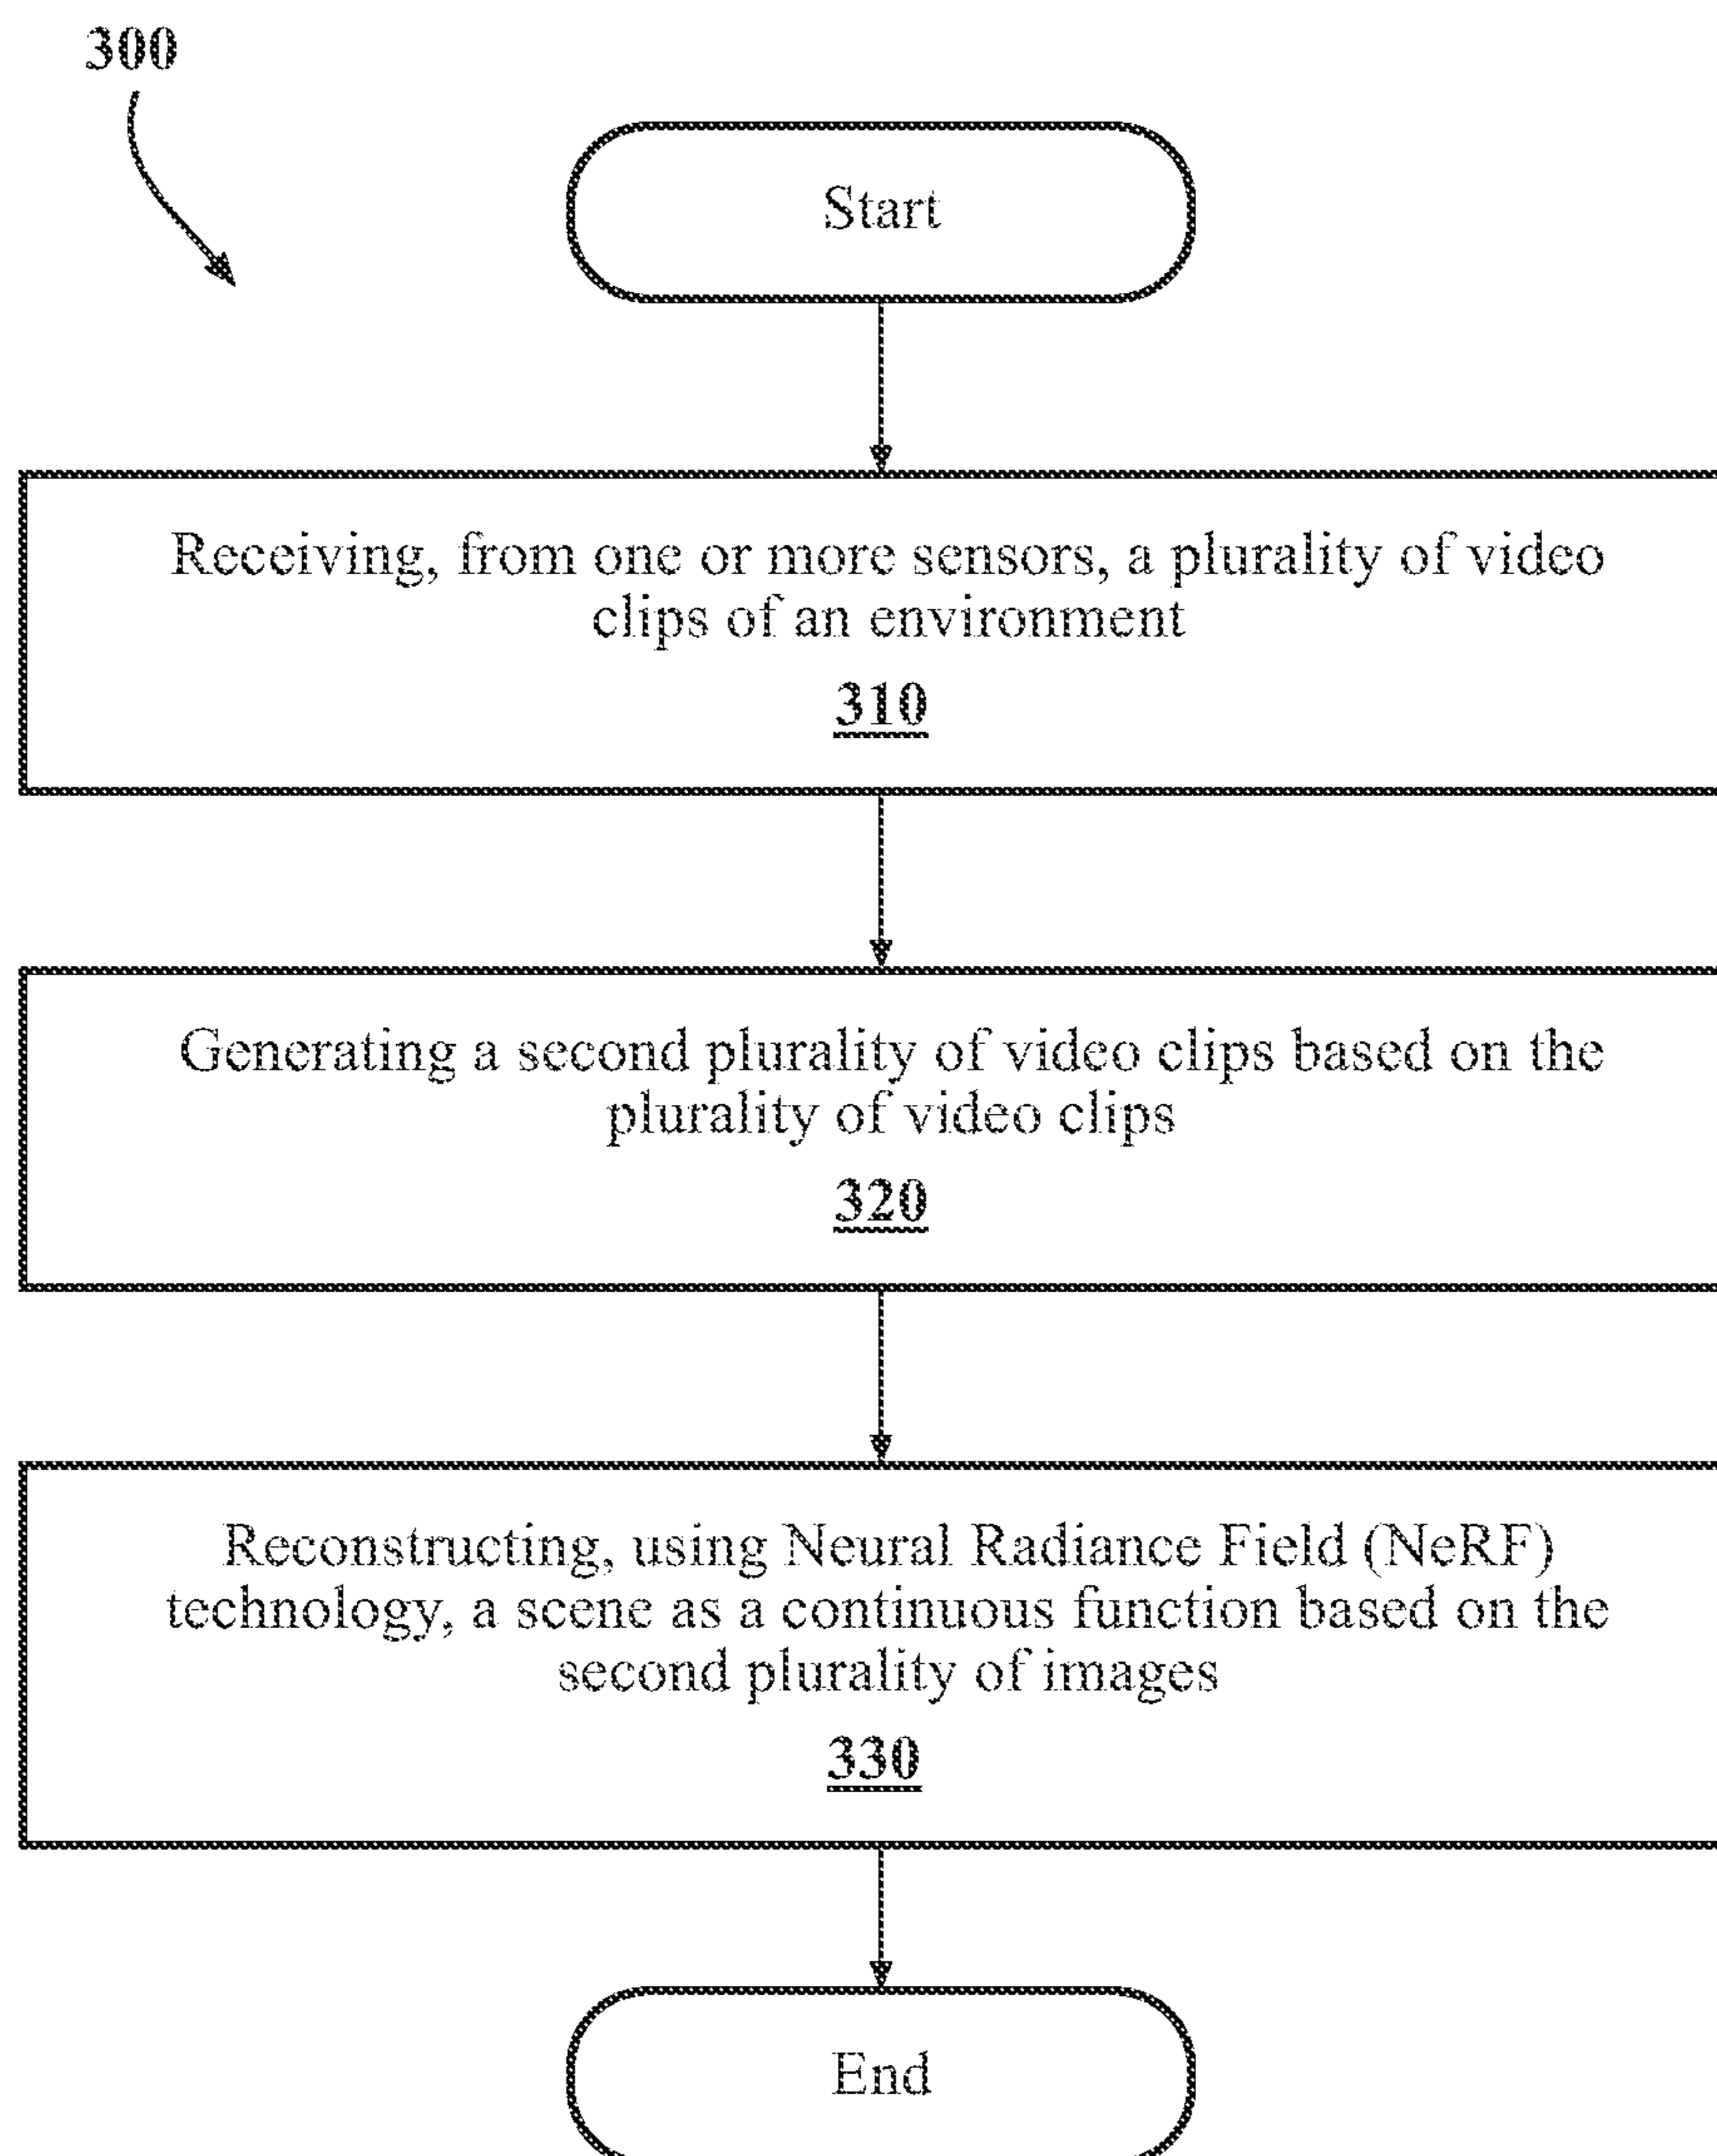 300
Start
Receiving, from one or more sensors, a plurality of video
clips of an environment
310
Generating a second plurality of video clips based on the
plurality of video clips
320
Reconstructing, using Neural Radiance Field (NeRF)
technology, a scene as a continuous function based on the
second plurality of images
330
End